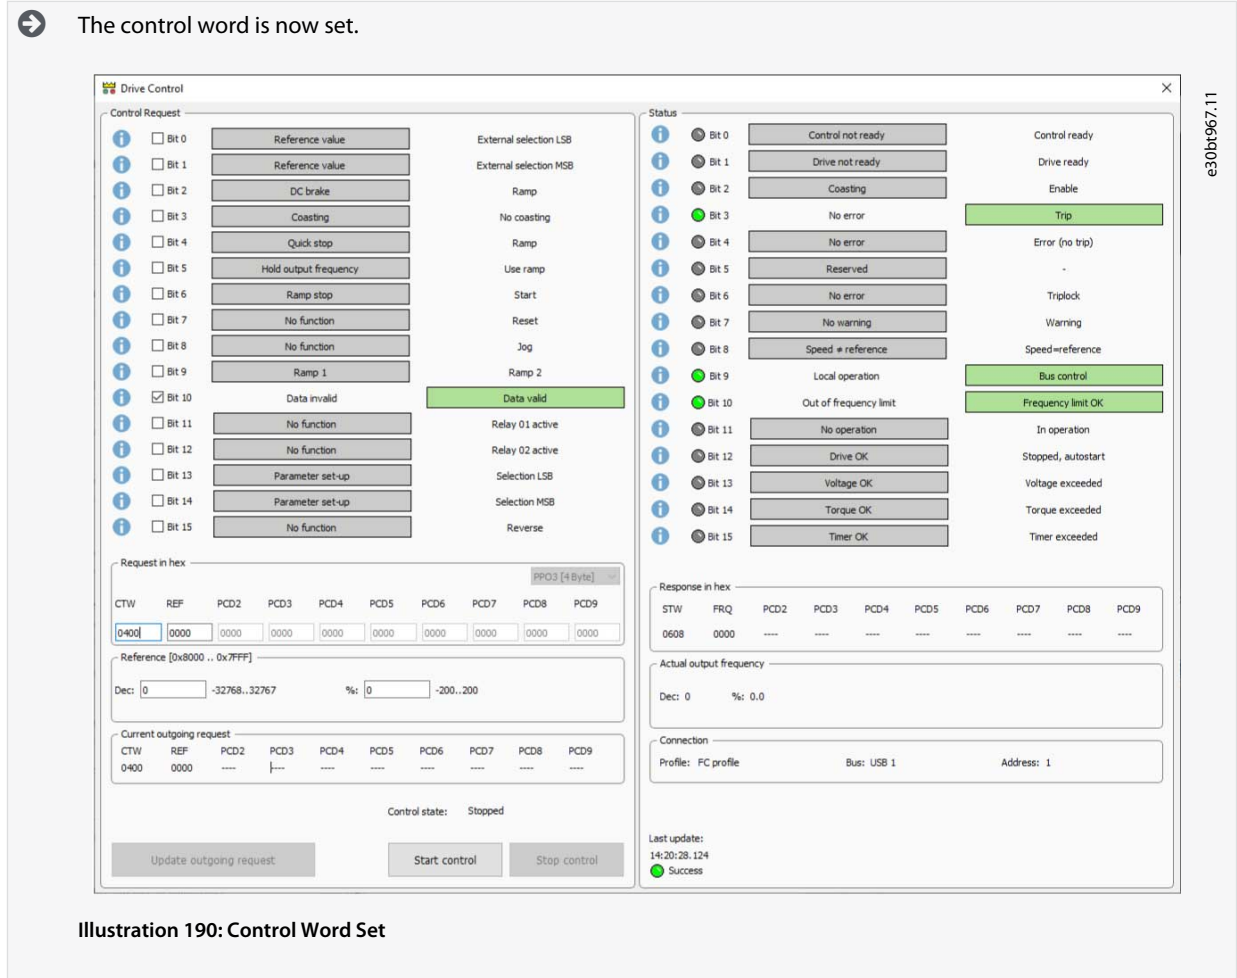 The control word is now set.
Drive Control
Control Request
Bit 0 Reference value External selection LSB
Bit 1 Reference value External selection MSB
Bit 2 DC brake Ramp
Bit 3 Coasting No coasting
Bit 4 Quick stop Ramp
Bit 5 Hold output frequency Use ramp
Bit 6 Ramp stop Start
Bit 7 No function Reset
Bit 8 No function Jog
Bit 9 Ramp 1 Ramp 2
Bit 10 Data invalid Data valid
Bit 11 No function Relay 01 active
Bit 12 No function Relay 02 active
Bit 13 Parameter set-up Selection LSB
Bit 14 Parameter set-up Selection MSB
Bit 15 No function Reverse
Request in hex
PPO3 [4 Byte]
CTW REF PCD2 PCD3 PCD4 PCD5 PCD6 PCD7 PCD8 PCD9
0400 0000 0000 0000 0000 0000 0000 0000 0000 0000
Reference [0x8000 .. 0x7FFF]
Dec: 0 -32768..32767 %: 0 -200..200
Current outgoing request
CTW REF PCD2 PCD3 PCD4 PCD5 PCD6 PCD7 PCD8 PCD9
0400 0000 ---- ---- ---- ---- ---- ---- ---- ----
Control state: Stopped
Update outgoing request Start control Stop control
Status
Bit 0 Control not ready Control ready
Bit 1 Drive not ready Drive ready
Bit 2 Coasting Enable
Bit 3 No error Trip
Bit 4 No error Error (no trip)
Bit 5 Reserved -
Bit 6 No error Triplock
Bit 7 No warning Warning
Bit 8 Speed ≠ reference Speed=reference
Bit 9 Local operation Bus control
Bit 10 Out of frequency limit Frequency limit OK
Bit 11 No operation In operation
Bit 12 Drive OK Stopped, autostart
Bit 13 Voltage OK Voltage exceeded
Bit 14 Torque OK Torque exceeded
Bit 15 Timer OK Timer exceeded
Response in hex
STW FRQ PCD2 PCD3 PCD4 PCD5 PCD6 PCD7 PCD8 PCD9
0608 0000 ---- ---- ---- ---- ---- ---- ---- ----
Actual output frequency
Dec: 0 %: 0.0
Connection
Profile: FC profile Bus: USB 1 Address: 1
Last update:
14:20:28.124
Success
e30bt967.11
Illustration 190: Control Word Set